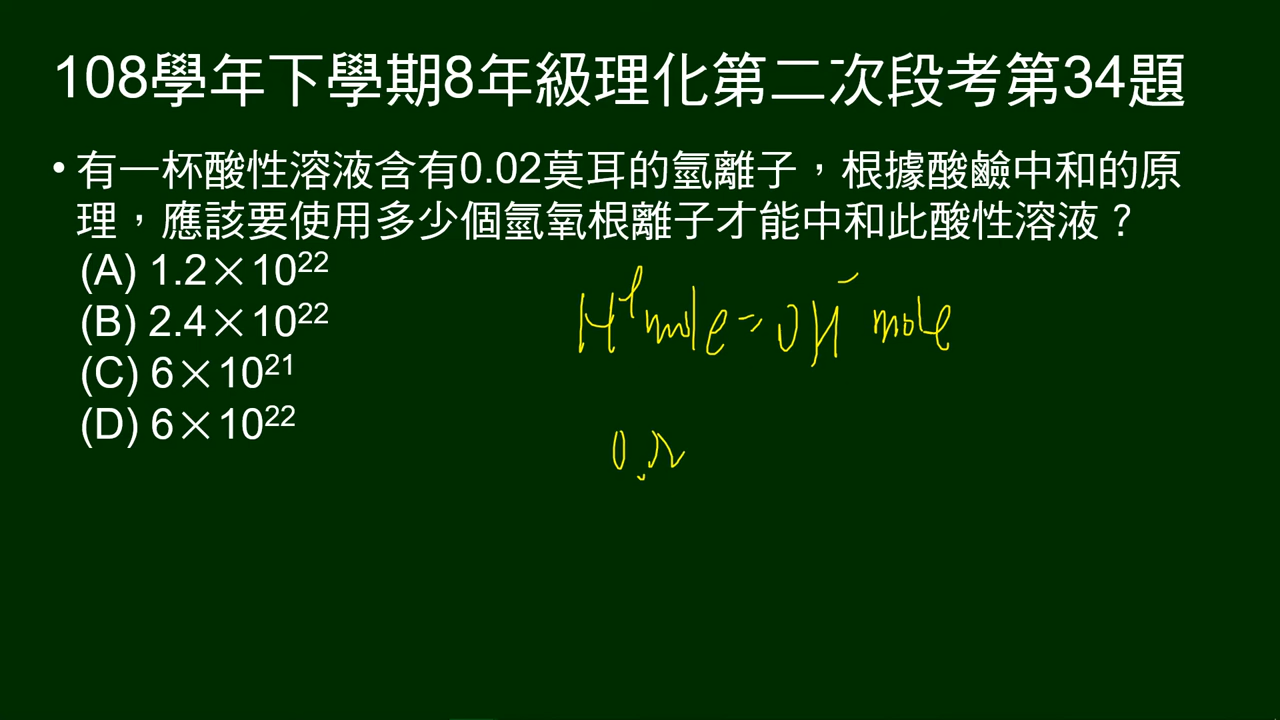 108學年下學期8年級理化第二次段考第34題
• 有一杯酸性溶液含有0.02莫耳的氫離子，根據酸鹼中和的原
理，應該要使用多少個氫氧根離子才能中和此酸性溶液？
(A) 1.2×10²²
(B) 2.4×10²²
(C) 6×10²¹
(D) 6×10²²
H⁺mole=OH⁻ mole